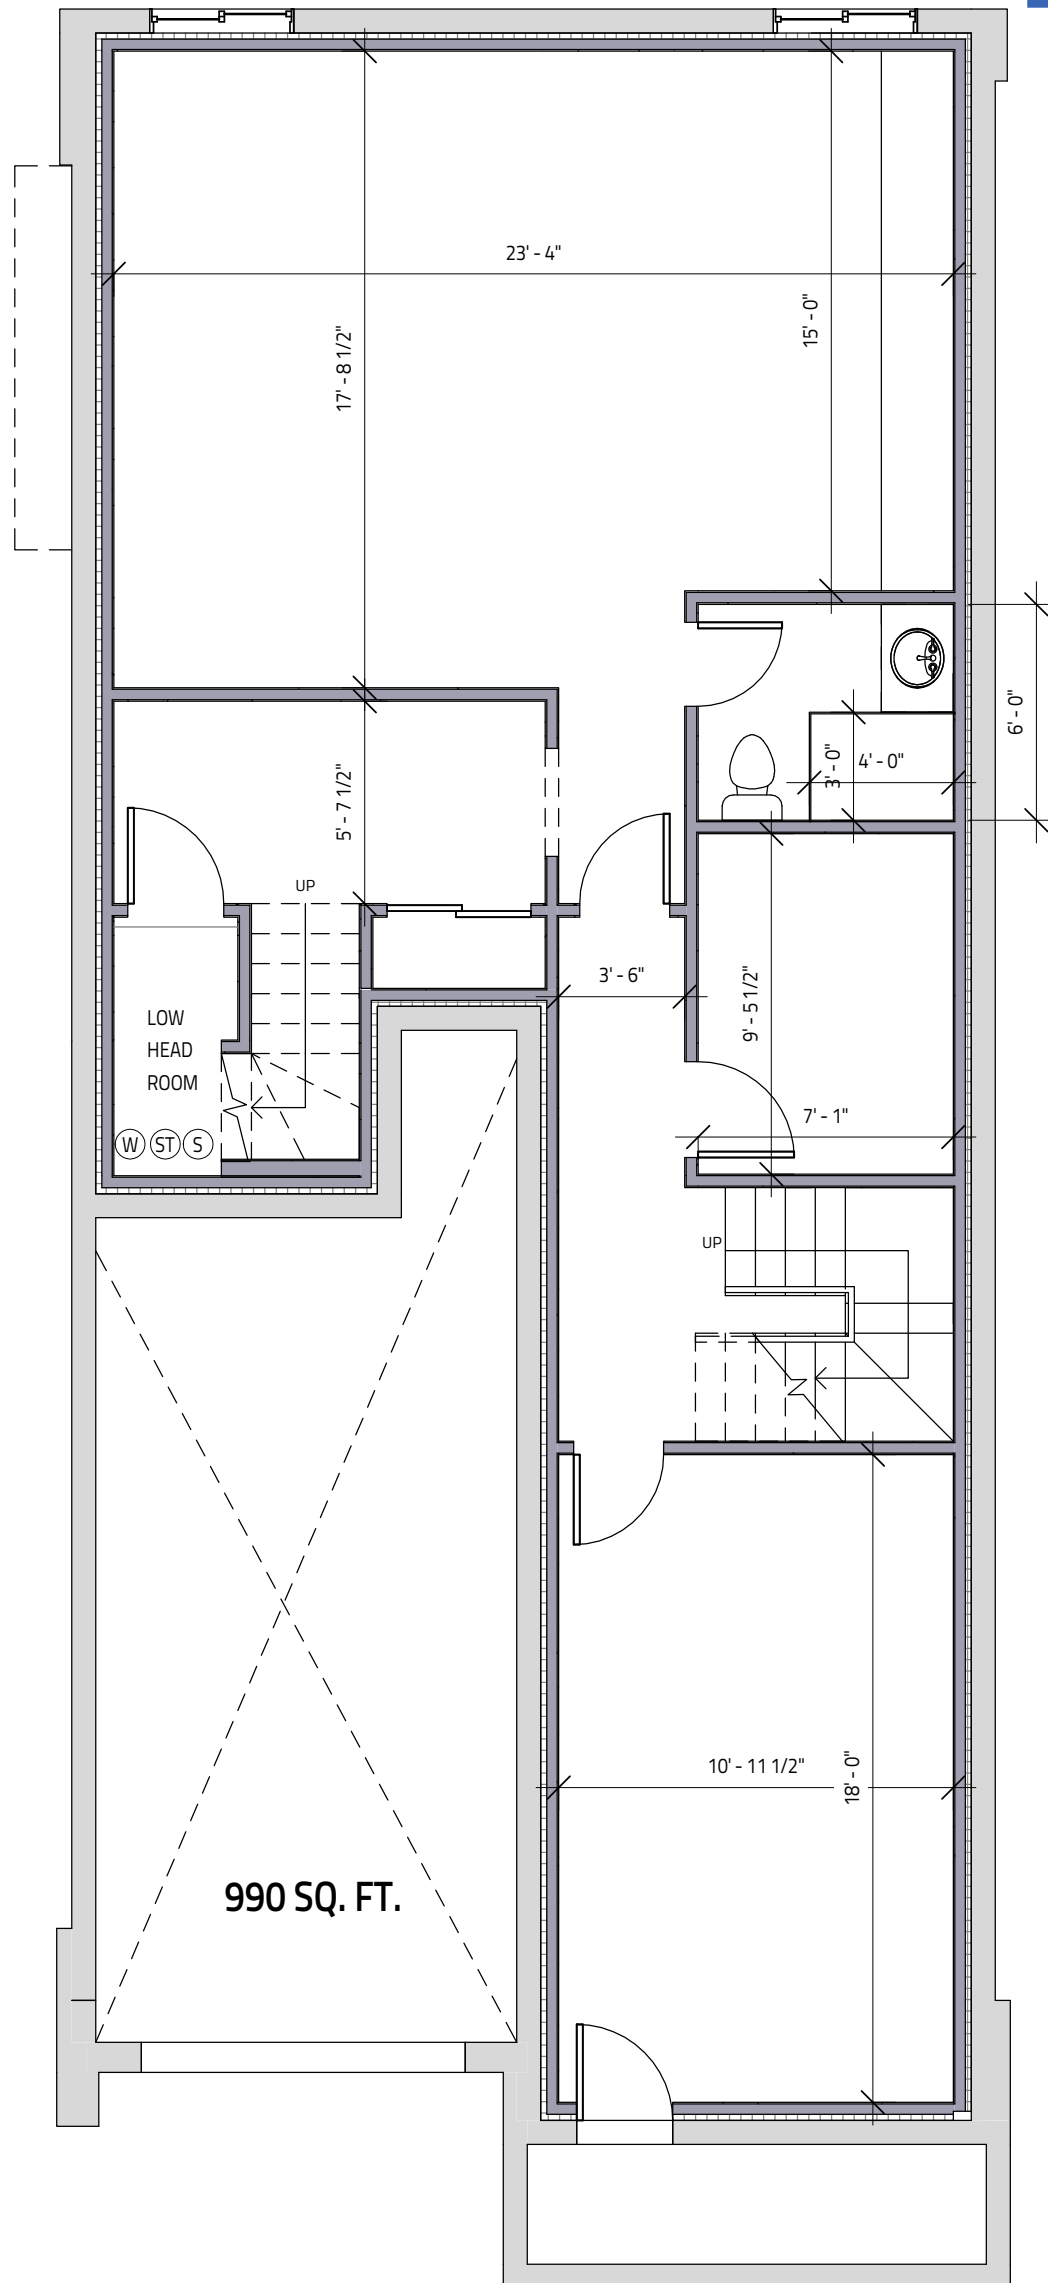 23' - 4"
15' - 0"
17' - 8 1/2"
6' - 0"
3' - 0"
4' - 0"
5' - 7 1/2"
UP
3' - 6"
9' - 5 1/2"
LOW
HEAD
ROOM
7' - 1"
W ST S
UP
10' - 11 1/2"
18' - 0"
990 SQ. FT.